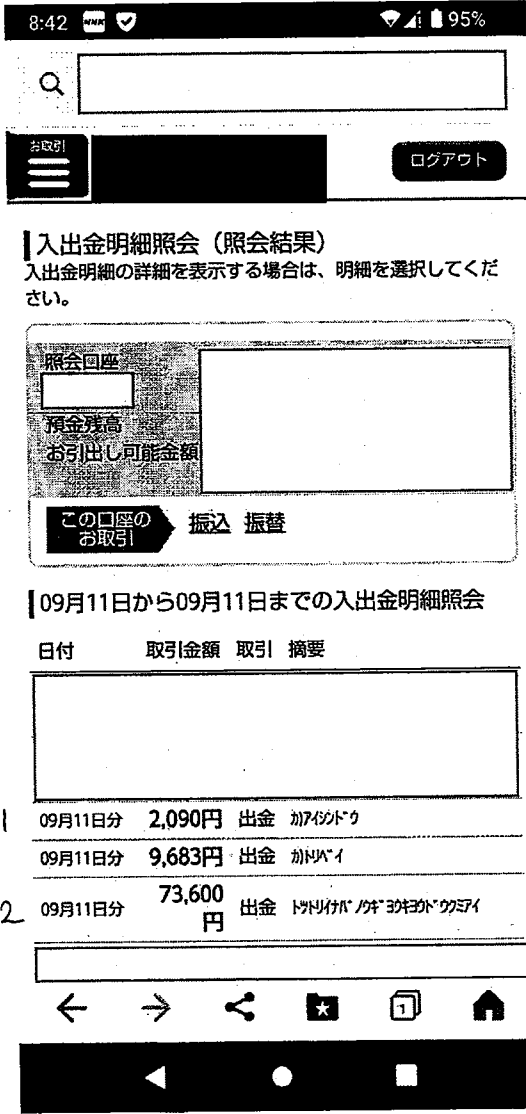 8:42 NHK 95%
お取引
ログアウト
入出金明細照会（照会結果）
入出金明細の詳細を表示する場合は、明細を選択してくだ
さい。
照会口座
預金残高
お引出し可能金額
この口座の
お取引
振込 振替
09月11日から09月11日までの入出金明細照会
日付 取引金額 取引 摘要
1 09月11日分 2,090円 出金 ｶ)ｱｲｼﾝﾄﾞｳ
09月11日分 9,683円 出金 ｶ)ﾄﾘﾍﾞｲ
2 09月11日分 73,600
円 出金 ﾄﾂﾄﾘｲﾅﾊﾞﾉｳｷﾞﾖｳｷﾖｳﾄﾞｳｸﾐｱｲ
1